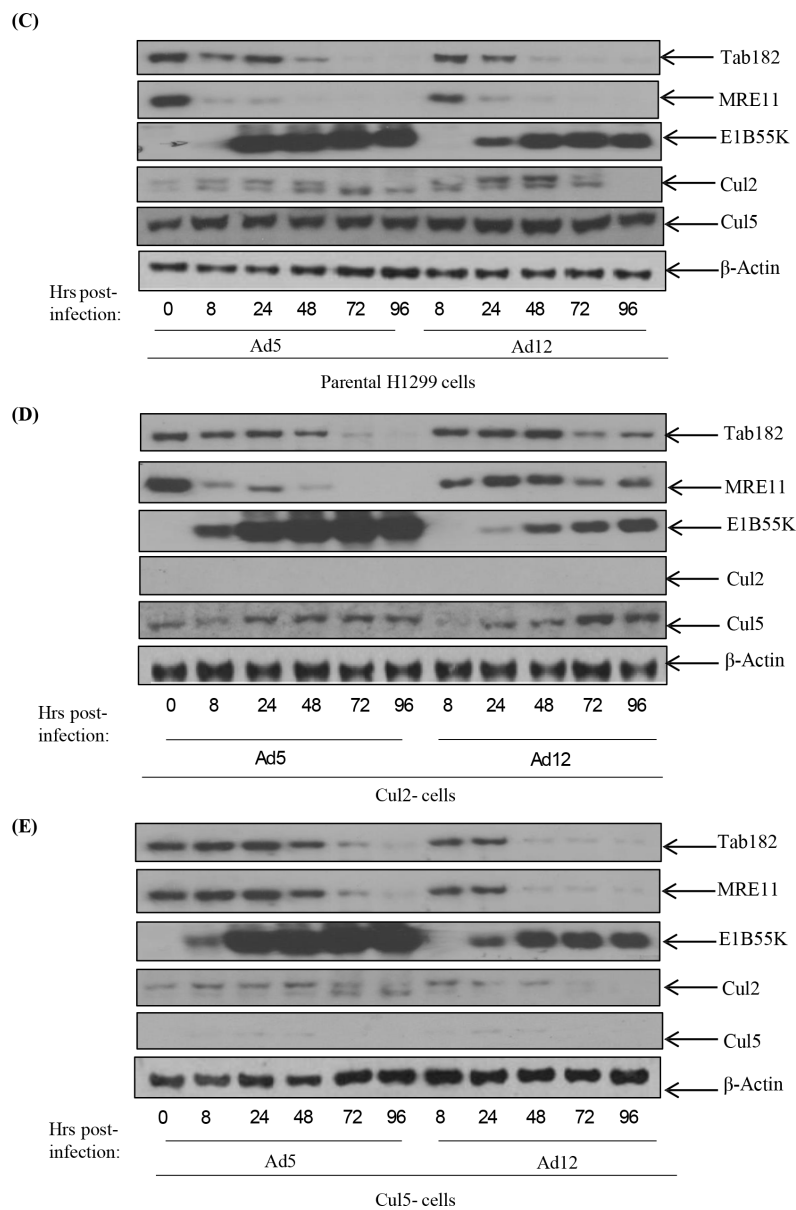 (C)
Tab182
MRE11
E1B55K
Cul2
Cul5
β-Actin
Hrs post-
infection:
0 8 24 48 72 96 8 24 48 72 96
Ad5 Ad12
Parental H1299 cells
(D)
Tab182
MRE11
E1B55K
Cul2
Cul5
β-Actin
Hrs post-
infection:
0 8 24 48 72 96 8 24 48 72 96
Ad5 Ad12
Cul2- cells
(E)
Tab182
MRE11
E1B55K
Cul2
Cul5
β-Actin
Hrs post-
infection:
0 8 24 48 72 96 8 24 48 72 96
Ad5 Ad12
Cul5- cells